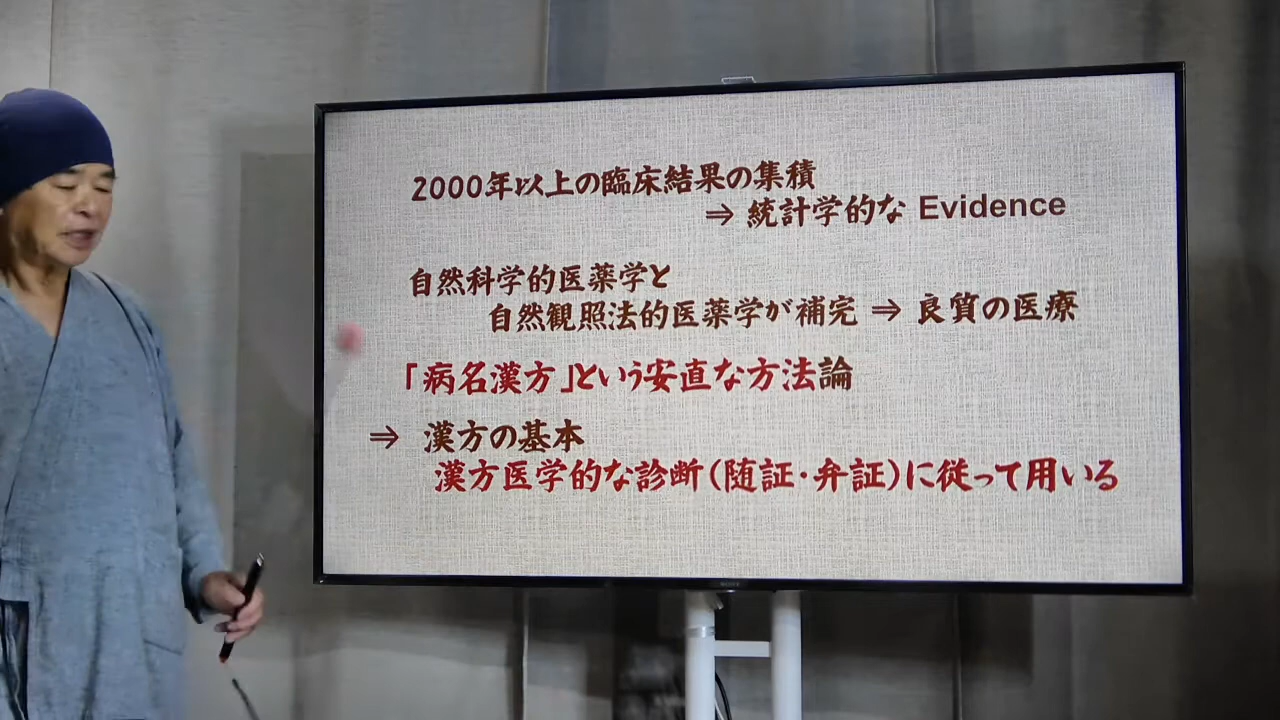 2000年以上の臨床結果の集積
⇒ 統計学的な Evidence
自然科学的医薬学と
自然観照法的医薬学が補完 ⇒ 良質の医療
「病名漢方」という安直な方法論
⇒ 漢方の基本
漢方医学的な診断(随証・弁証)に従って用いる
SONY